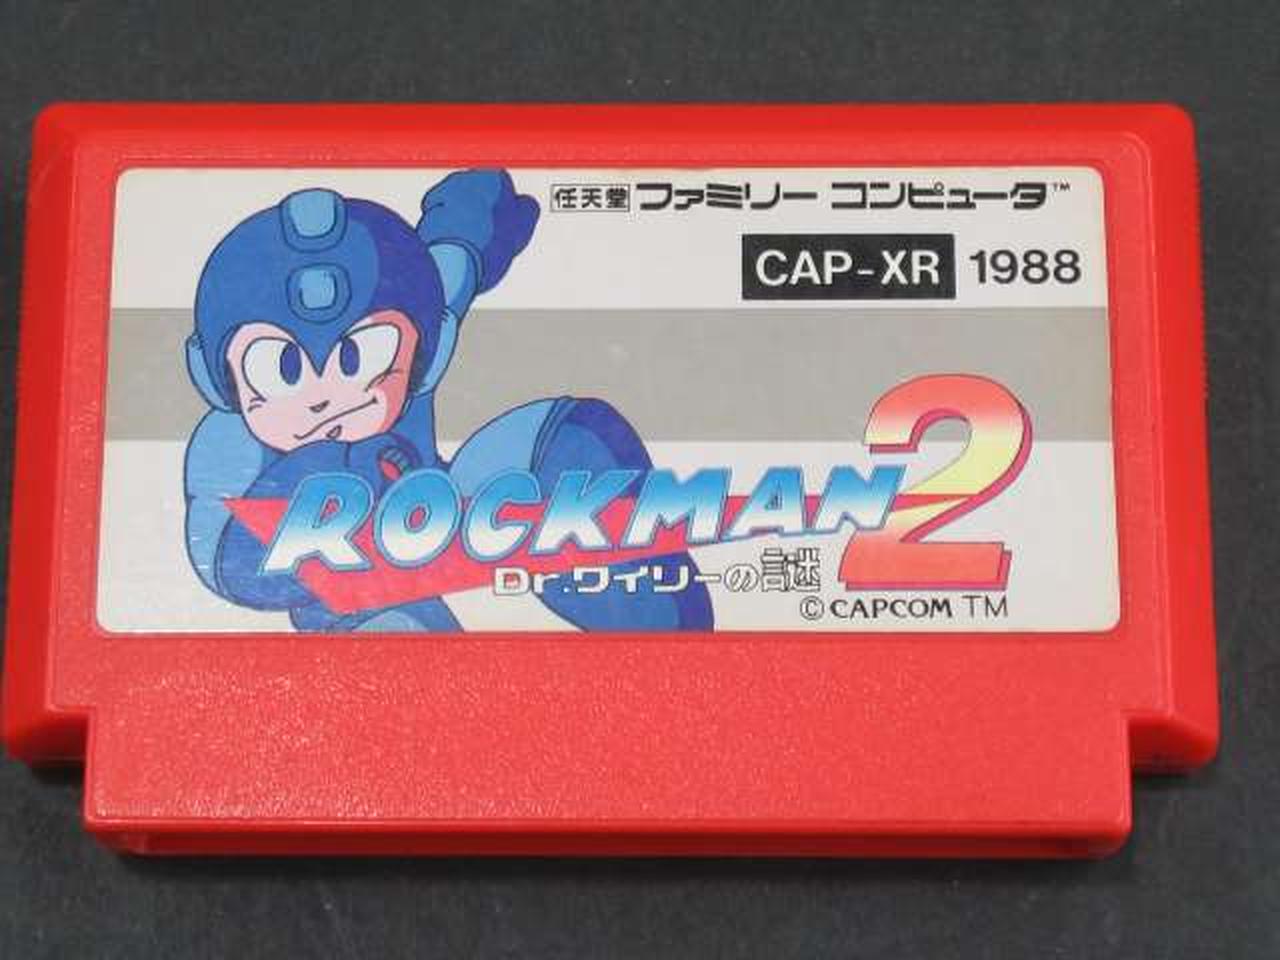 任天堂 ファミリー コンピュータ™
CAP-XR 1988
ROCKMAN 2
Dr.ワイリーの謎
©CAPCOM TM